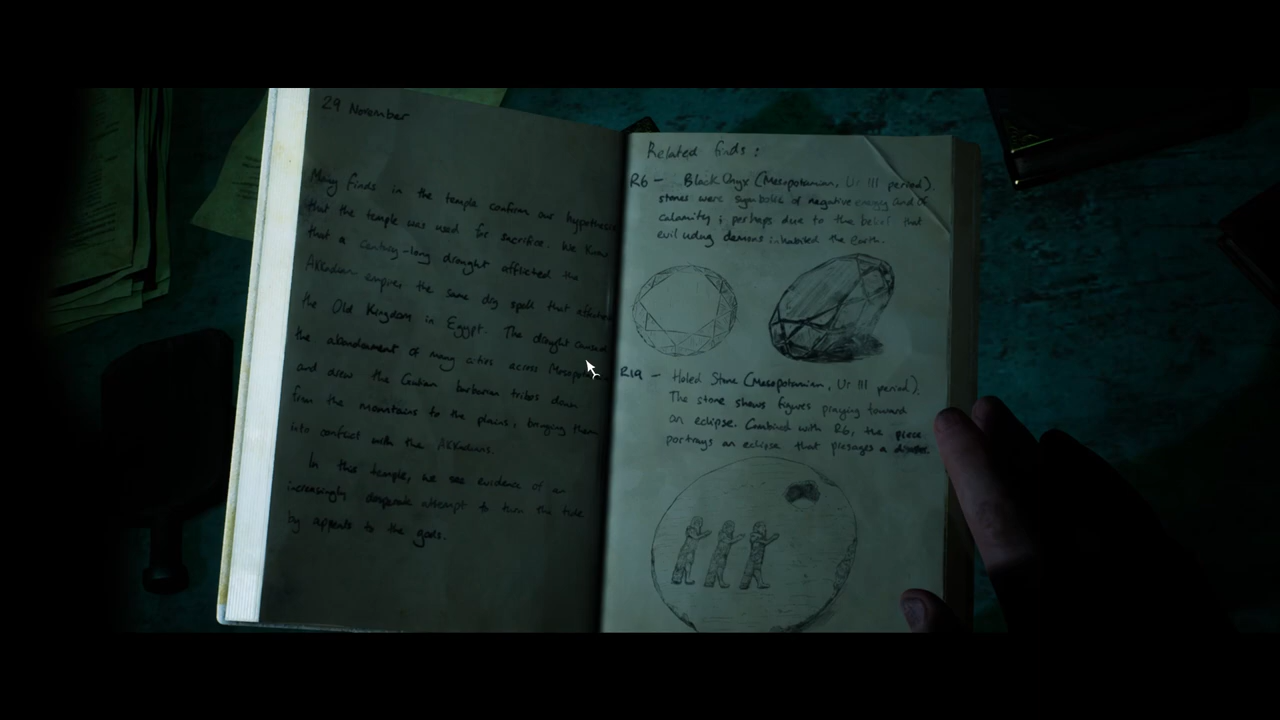 29 November
Many finds in the temple confirm our hypothesis
that the temple was used for sacrifice. We know
that a century-long drought afflicted the
Akkadian empire, the same dry spell that affected
the Old Kingdom in Egypt. The drought caused
the abandonment of many cities across Mesopotamia
and drew the Gutian barbarian tribes down
from the mountains to the plains, bringing them
into conflict with the Akkadians.
In the temple, we see evidence of an
increasingly desperate attempt to turn the tide
by appeals to the gods.
Related finds:
R6 - Black Onyx (Mesopotamian, Ur III period).
stones were symbolic of negative energy and of
calamity; perhaps due to the belief that
evil udug demons inhabited the Earth.
R19 - Holed Stone (Mesopotamian, Ur III period).
The stone shows figures praying toward
an eclipse. Combined with R6, the piece
portrays an eclipse that presages a